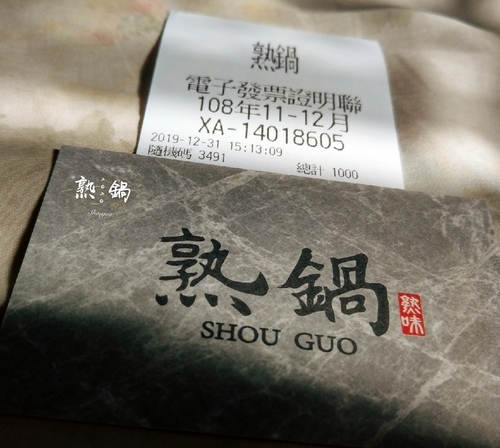 熟鍋
電子發票證明聯
108年11-12月
XA-14018605
2019-12-31 15:13:09
隨機碼 3491 總計 1000
熟鍋
熟鍋
熟味
SHOU GUO